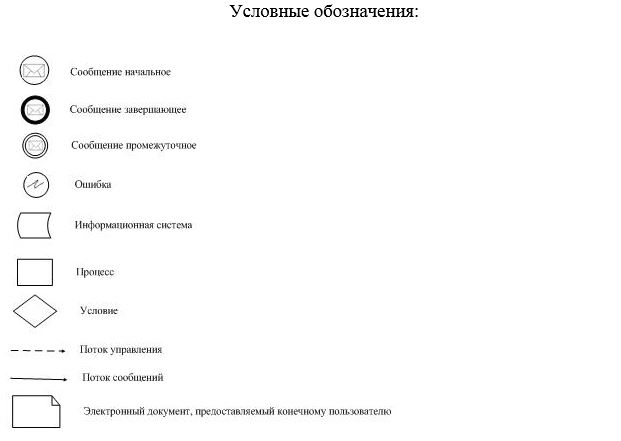 Условные обозначения:
Сообщение начальное
Сообщение завершающее
Сообщение промежуточное
Ошибка
Информационная система
Процесс
Условие
Поток управления
Поток сообщений
Электронный документ, предоставляемый конечному пользователю